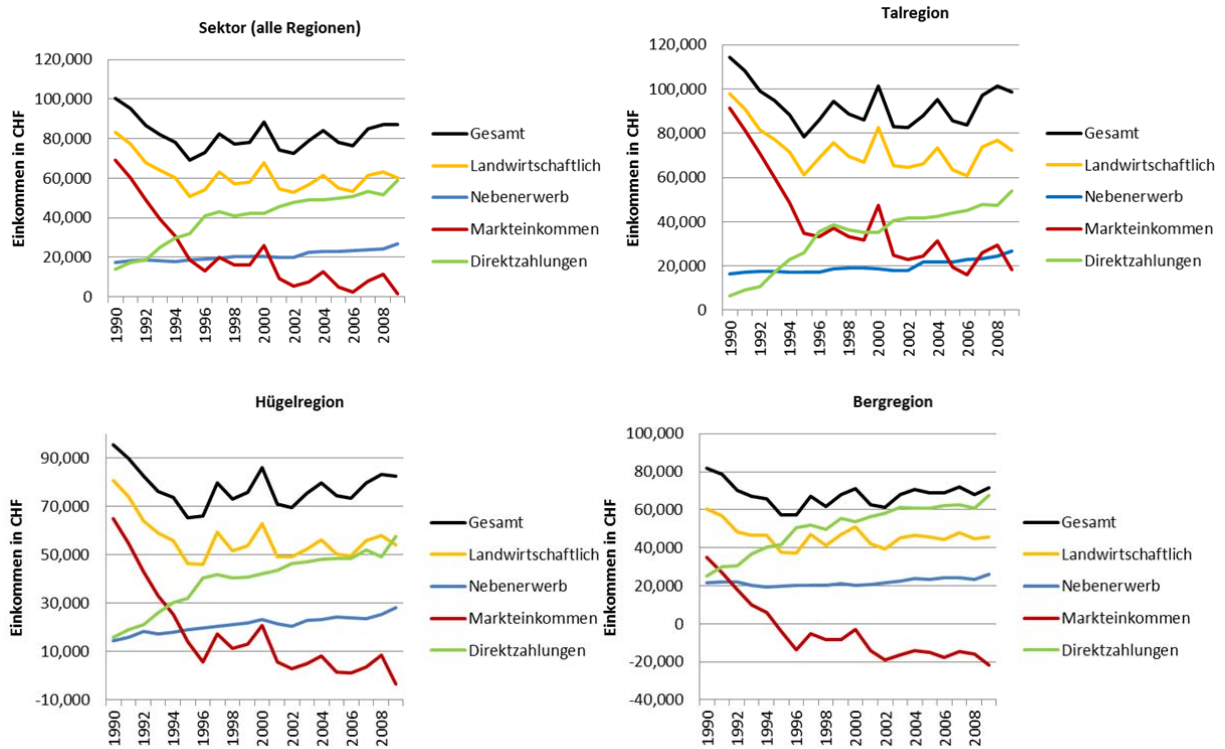 Sektor (alle Regionen)
Einkommen in CHF
120,000
100,000
80,000
60,000
40,000
20,000
0
1990
1992
1994
1996
1998
2000
2002
2004
2006
2008
Gesamt
Landwirtschaftlich
Nebenerwerb
Markteinkommen
Direktzahlungen
Talregion
Einkommen in CHF
120,000
100,000
80,000
60,000
40,000
20,000
0
1990
1992
1994
1996
1998
2000
2002
2004
2006
2008
Gesamt
Landwirtschaftlich
Nebenerwerb
Markteinkommen
Direktzahlungen
Hügelregion
Einkommen in CHF
90,000
70,000
50,000
30,000
10,000
-10,000
1990
1992
1994
1996
1998
2000
2002
2004
2006
2008
Gesamt
Landwirtschaftlich
Nebenerwerb
Markteinkommen
Direktzahlungen
Bergregion
Einkommen in CHF
100,000
80,000
60,000
40,000
20,000
0
-20,000
-40,000
1990
1992
1994
1996
1998
2000
2002
2004
2006
2008
Gesamt
Landwirtschaftlich
Nebenerwerb
Markteinkommen
Direktzahlungen